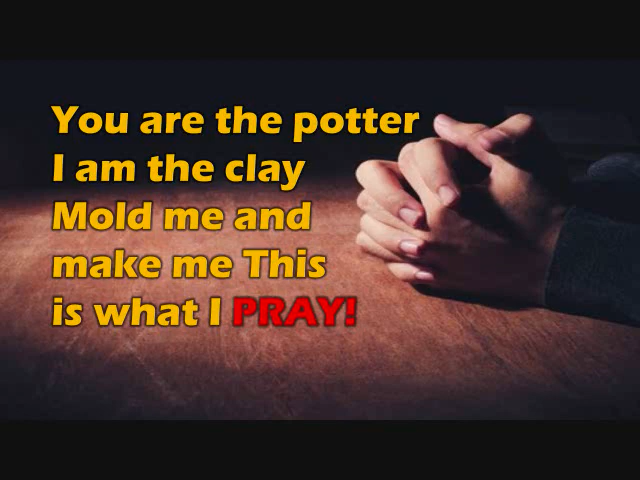 You are the potter
I am the clay
Mold me and
make me This
is what I PRAY!